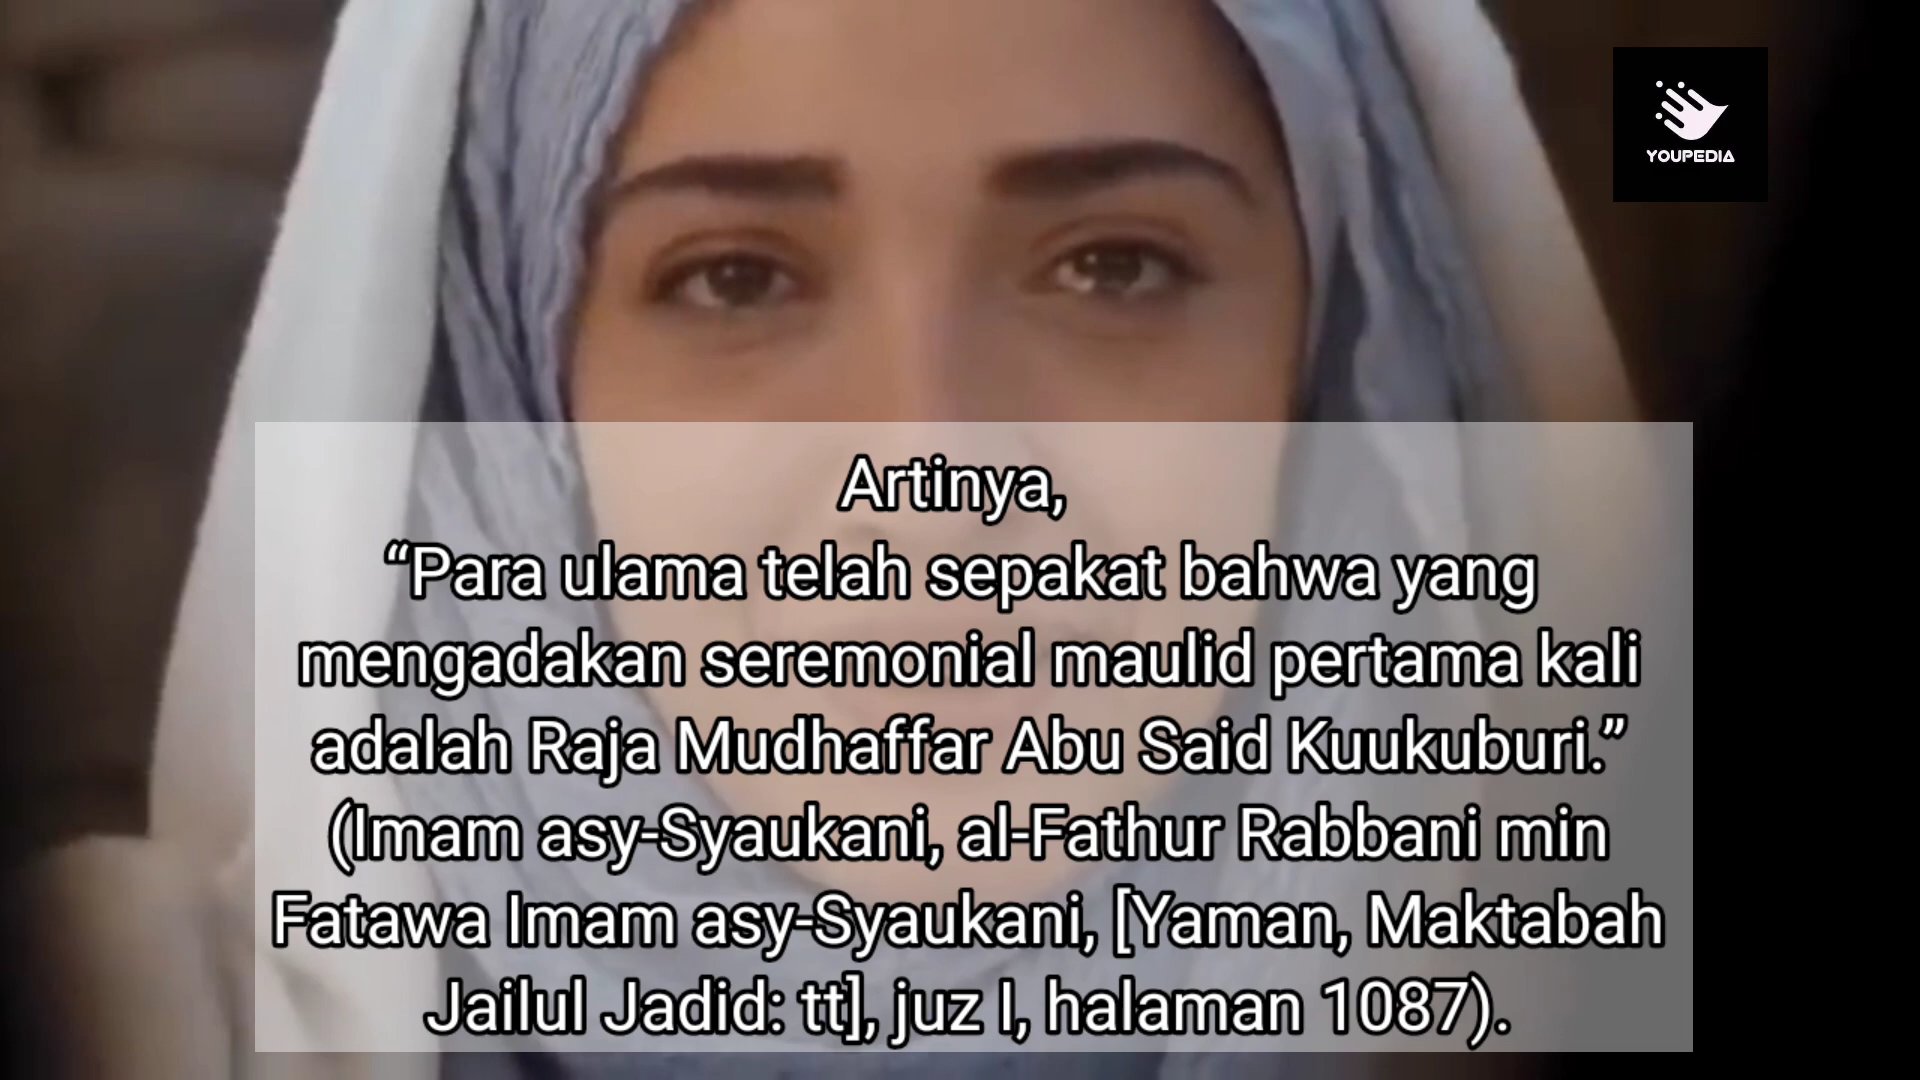 YOUPEDIA
Artinya,
“Para ulama telah sepakat bahwa yang
mengadakan seremonial maulid pertama kali
adalah Raja Mudhaffar Abu Said Kuukuburi.”
(Imam asy-Syaukani, al-Fathur Rabbani min
Fatawa Imam asy-Syaukani, [Yaman, Maktabah
Jailul Jadid: tt], juz I, halaman 1087).